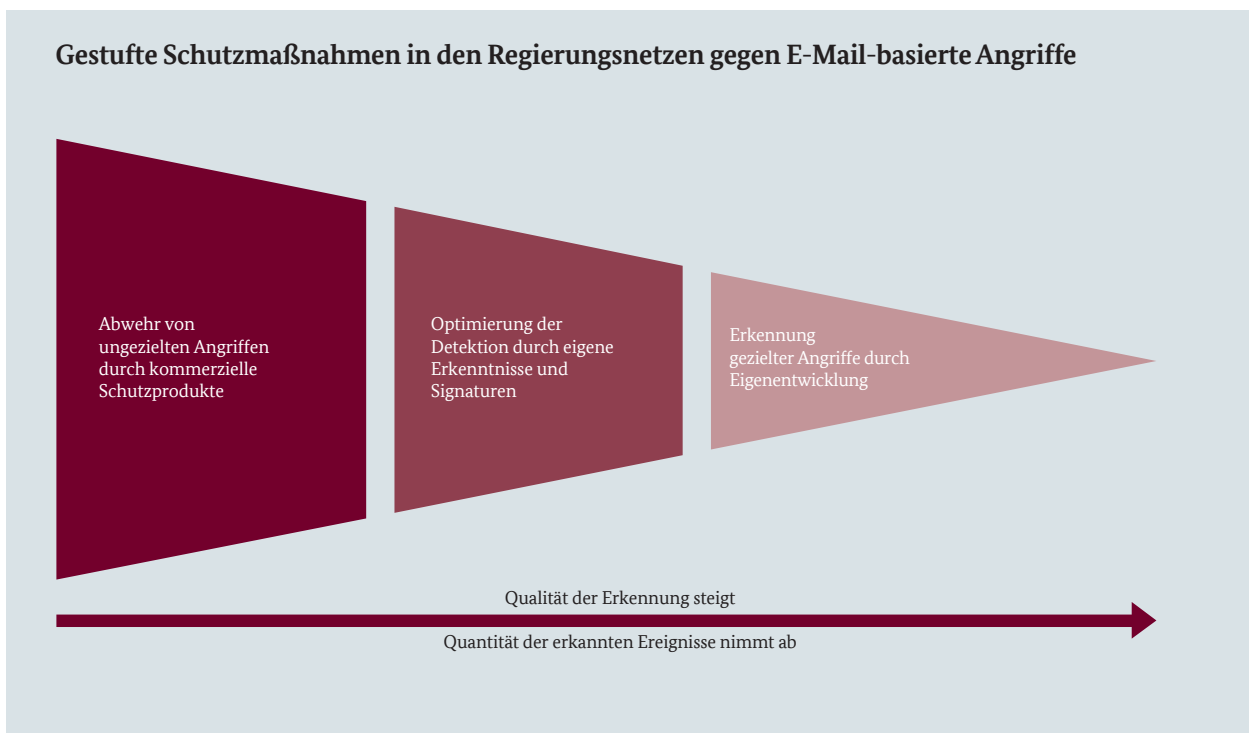 Gestufte Schutzmaßnahmen in den Regierungsnetzen gegen E-Mail-basierte Angriffe
Abwehr von
ungezielten Angriffen
durch kommerzielle
Schutzprodukte
Optimierung der
Detektion durch eigene
Erkenntnisse und
Signaturen
Erkennung
gezielter Angriffe durch
Eigenentwicklung
Qualität der Erkennung steigt
Quantität der erkannten Ereignisse nimmt ab